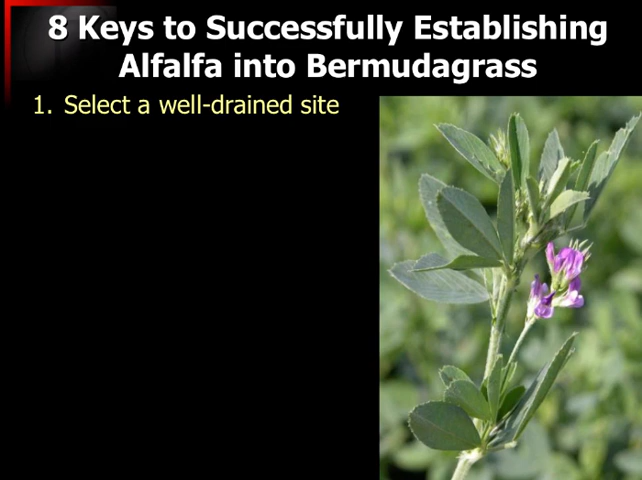 8 Keys to Successfully Establishing
Alfalfa into Bermudagrass
1. Select a well-drained site